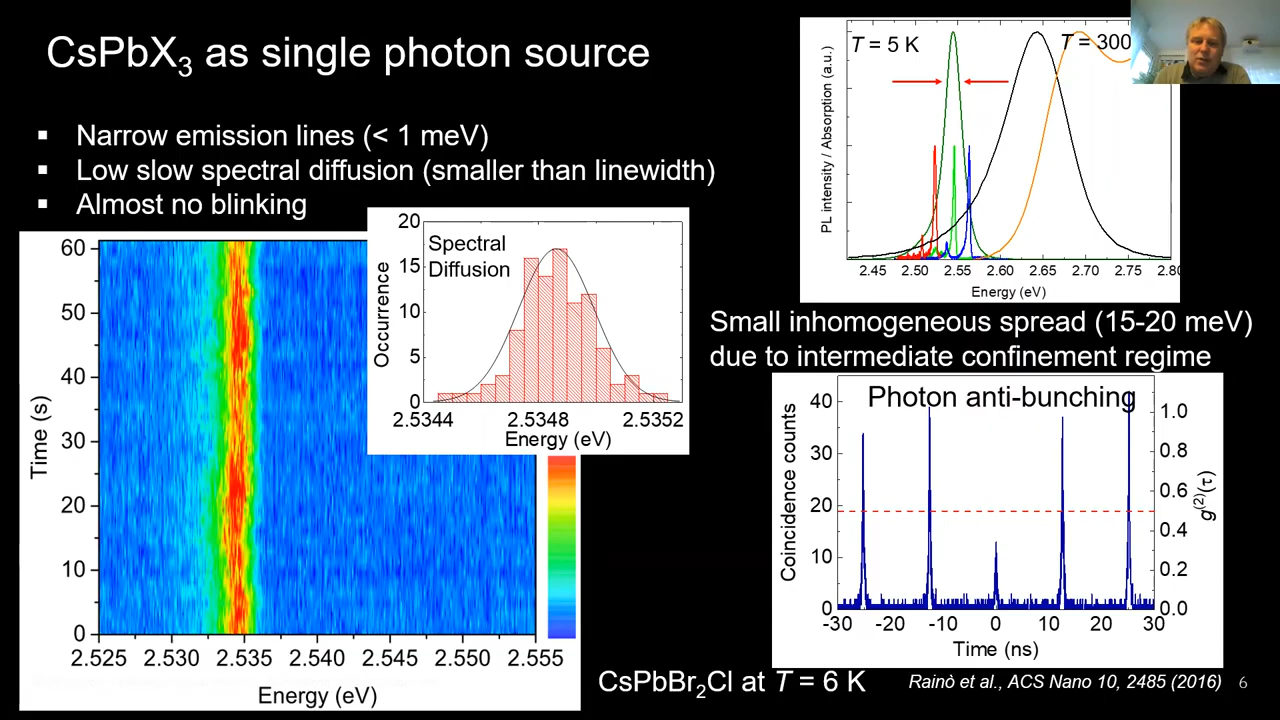 CsPbX3 as single photon source
▪ Narrow emission lines (< 1 meV)
▪ Low slow spectral diffusion (smaller than linewidth)
▪ Almost no blinking
60
50
40
30
20
10
0
Time (s)
2.525 2.530 2.535 2.540 2.545 2.550 2.555
Energy (eV)
Spectral
Diffusion
20
15
10
5
0
Occurrence
2.5344 2.5348 2.5352
Energy (eV)
T = 5 K
T = 300
PL intensity / Absorption (a.u.)
2.45 2.50 2.55 2.60 2.65 2.70 2.75 2.80
Energy (eV)
Small inhomogeneous spread (15-20 meV)
due to intermediate confinement regime
Photon anti-bunching
40
30
20
10
0
Coincidence counts
1.0
0.8
0.6
0.4
0.2
0.0
g(2)(τ)
-30 -20 -10 0 10 20 30
Time (ns)
CsPbBr2Cl at T = 6 K
Rainò et al., ACS Nano 10, 2485 (2016)
6